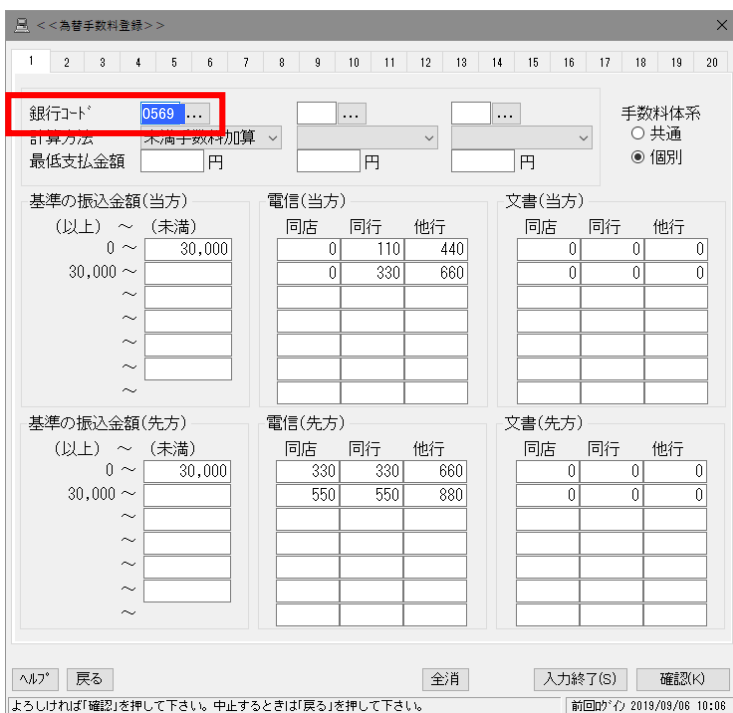 <<為替手数料登録>>
1 2 3 4 5 6 7 8 9 10 11 12 13 14 15 16 17 18 19 20
銀行ｺｰﾄﾞ 0569 ... ... ... 手数料体系
計算方法 未満手数料加算 共通
最低支払金額 円 円 円 個別
基準の振込金額(当方) 電信(当方) 文書(当方)
(以上) ～ (未満) 同店 同行 他行 同店 同行 他行
0 ～ 30,000 0 110 440 0 0 0
30,000 ～ 0 330 660 0 0 0
～
～
～
～
～
基準の振込金額(先方) 電信(先方) 文書(先方)
(以上) ～ (未満) 同店 同行 他行 同店 同行 他行
0 ～ 30,000 330 330 660 0 0 0
30,000 ～ 550 550 880 0 0 0
～
～
～
～
～
ﾍﾙﾌﾟ 戻る 全消 入力終了(S) 確認(K)
よろしければ「確認」を押して下さい。中止するときは「戻る」を押して下さい。 前回ﾛｸﾞｲﾝ 2019/09/06 10:06